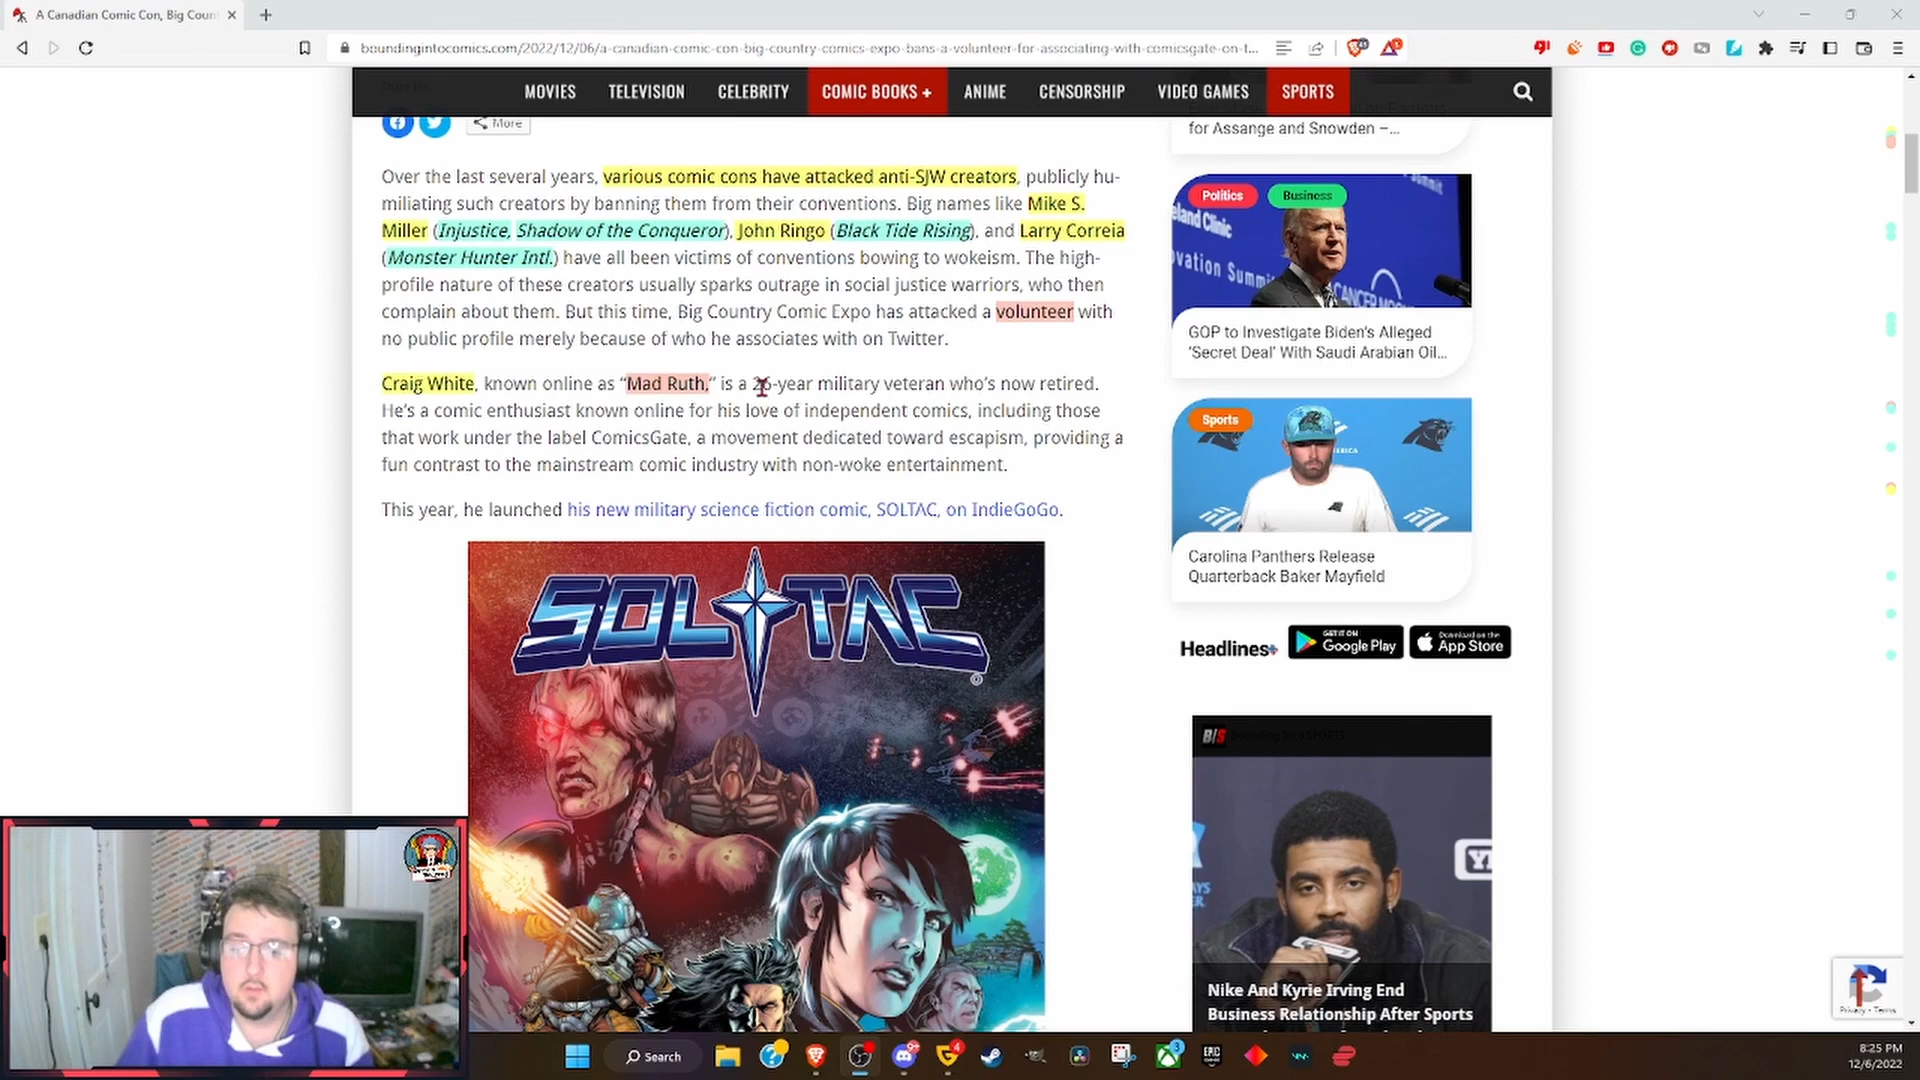 A Canadian Comic Con, Big Coun
boundingintocomics.com/2022/12/06/a-canadian-comic-con-big-country-comics-expo-bans-a-volunteer-for-associating-with-comicsgate-on-t...
MOVIES TELEVISION CELEBRITY COMIC BOOKS + ANIME CENSORSHIP VIDEO GAMES SPORTS
More
Over the last several years, various comic cons have attacked anti-SJW creators, publicly hu-
miliating such creators by banning them from their conventions. Big names like Mike S.
Miller (Injustice, Shadow of the Conqueror), John Ringo (Black Tide Rising), and Larry Correia
(Monster Hunter Intl.) have all been victims of conventions bowing to wokeism. The high-
profile nature of these creators usually sparks outrage in social justice warriors, who then
complain about them. But this time, Big Country Comic Expo has attacked a volunteer with
no public profile merely because of who he associates with on Twitter.
Craig White, known online as “Mad Ruth,” is a 26-year military veteran who's now retired.
He's a comic enthusiast known online for his love of independent comics, including those
that work under the label ComicsGate, a movement dedicated toward escapism, providing a
fun contrast to the mainstream comic industry with non-woke entertainment.
This year, he launched his new military science fiction comic, SOLTAC, on IndieGoGo.
SOLTAC
for Assange and Snowden –...
Politics Business
GOP to Investigate Biden's Alleged
'Secret Deal' With Saudi Arabian Oil...
Sports
Carolina Panthers Release
Quarterback Baker Mayfield
Headlines+
GET IT ON
Google Play
Download on the
App Store
B/S Bounding Into SPORTS
Nike And Kyrie Irving End
Business Relationship After Sports
Privacy - Terms
Search
8:25 PM
12/6/2022